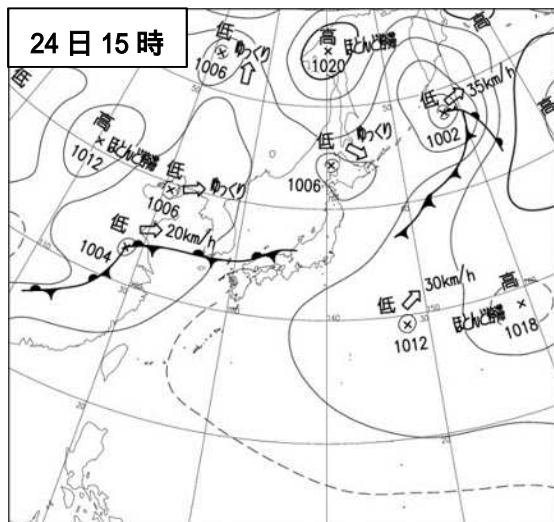 24日15時
低
ゆっくり
1006
高
ほとんど停滞
1020
低
35km/h
1002
低
高
ほとんど停滞
1012
低
ゆっくり
1006
低
ゆっくり
1006
高
低
20km/h
1004
30km/h
低
1012
高
ほとんど停滞
1018